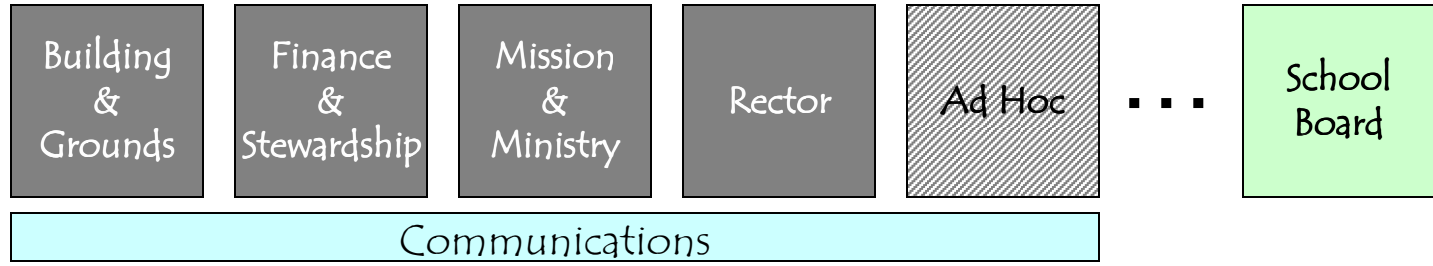 Building
&
Grounds
Finance
&
Stewardship
Mission
&
Ministry
Rector
Ad Hoc
...
School
Board
Communications